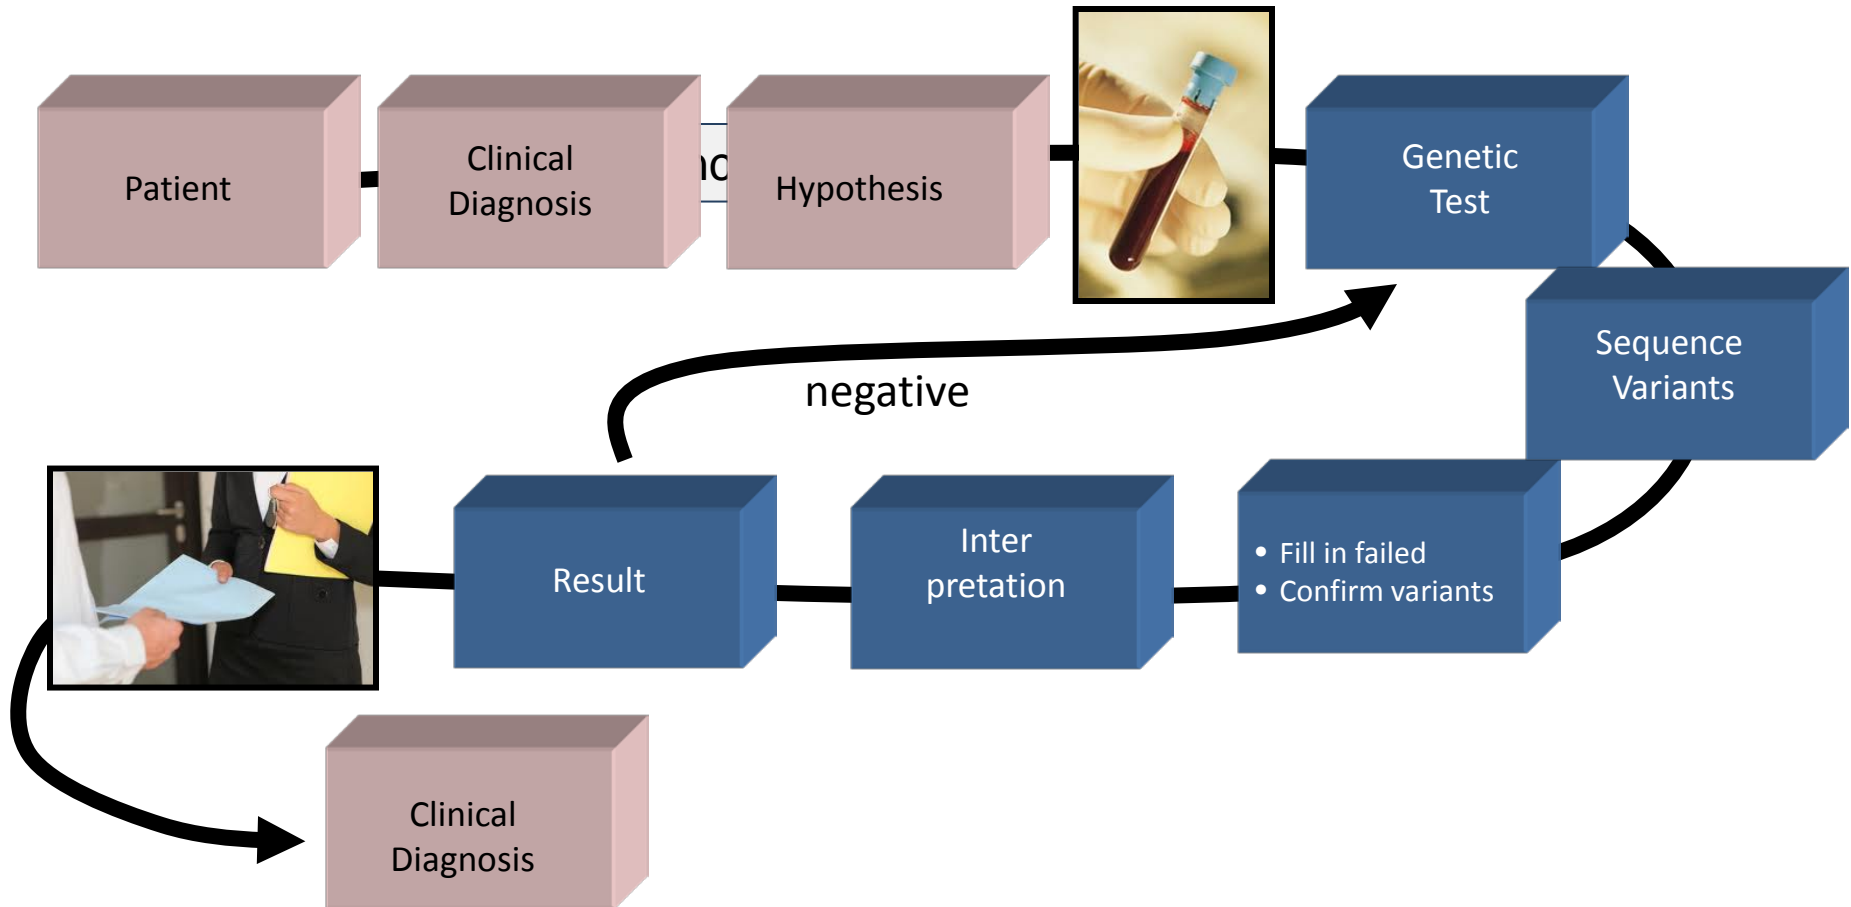 Patient
Clinical
Diagnosis
Hypothesis
Genetic
Test
Sequence
Variants
negative
Result
Inter
pretation
• Fill in failed
• Confirm variants
Clinical
Diagnosis